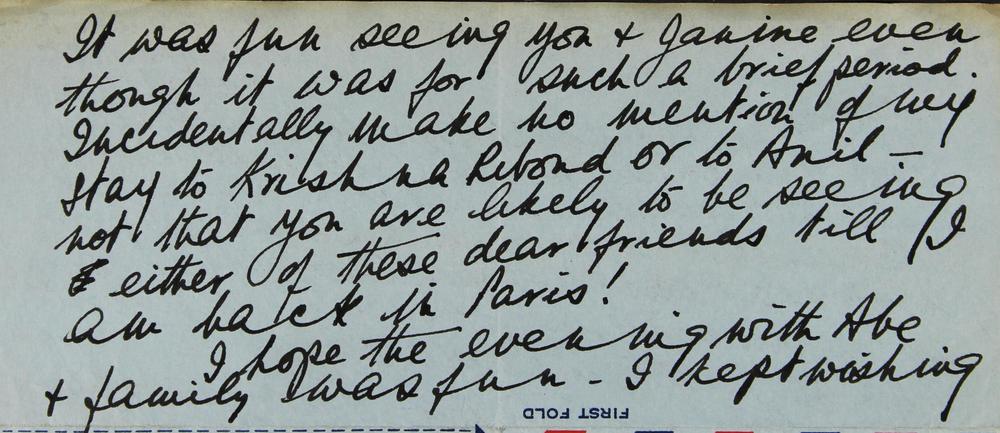 It was fun seeing you & Janine even
though it was for such a brief period.
Incidentally make no mention of my
stay to Krishna Rebond or to Anil –
not that you are likely to be seeing
either of these dear friends till I
am back in Paris!
I hope the evening with Abe
& family was fun – I kept wishing
FIRST FOLD